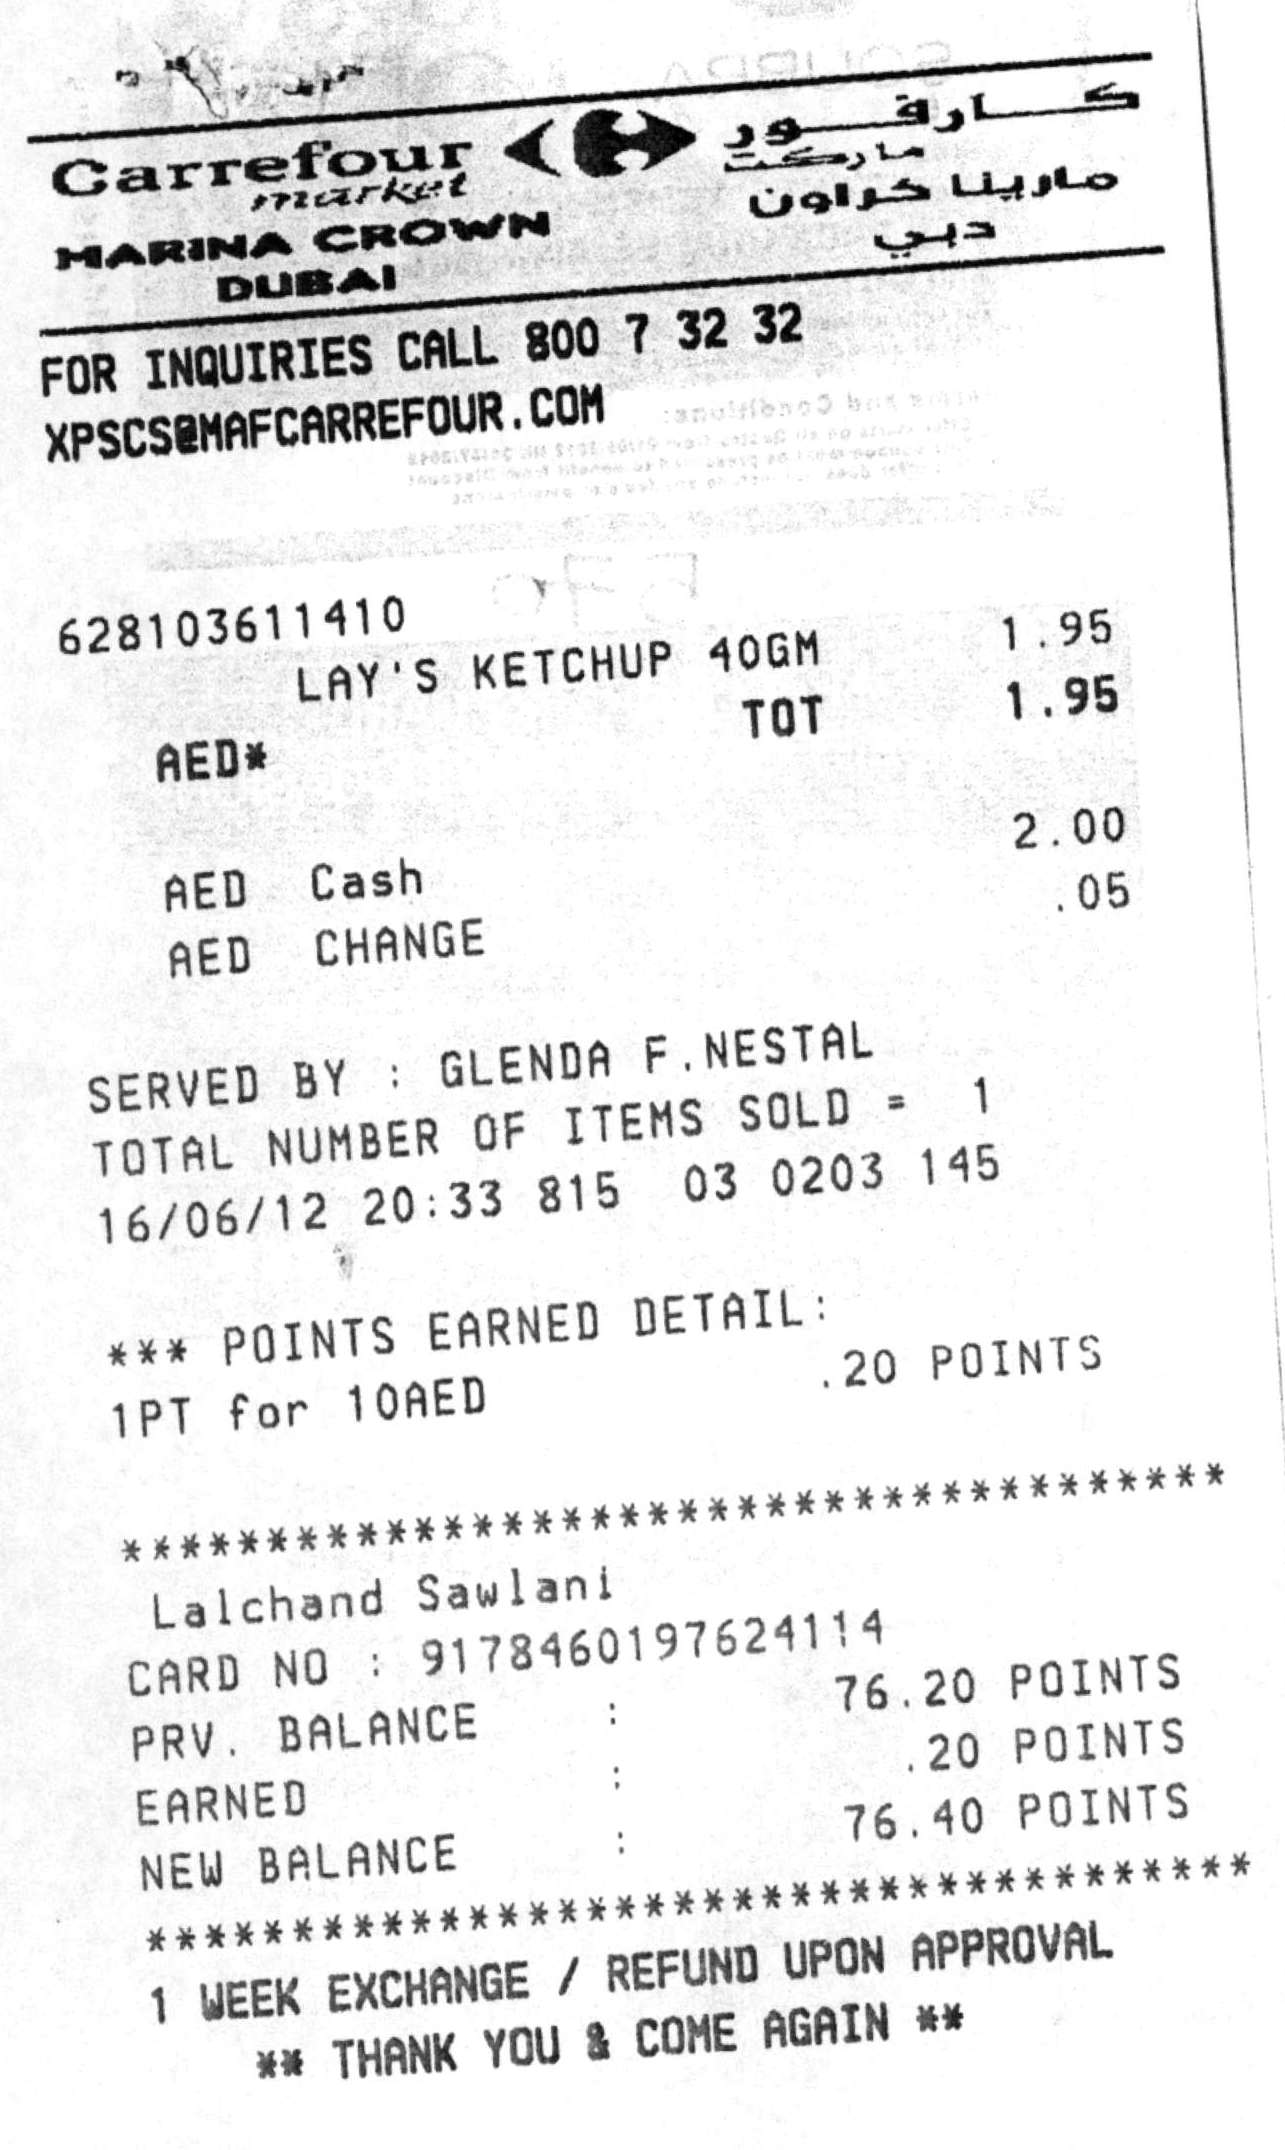 Carrefour كارفور
market ماركت
MARINA CROWN مارينا كراون
DUBAI دبي
FOR INQUIRIES CALL 800 7 32 32
XPSCS@MAFCARREFOUR.COM
628103611410
LAY'S KETCHUP 40GM 1.95
AED* TOT 1.95
AED Cash 2.00
AED CHANGE .05
SERVED BY : GLENDA F.NESTAL
TOTAL NUMBER OF ITEMS SOLD = 1
16/06/12 20:33 815 03 0203 145
*** POINTS EARNED DETAIL:
1PT for 10AED .20 POINTS
**************************************
Lalchand Sawlani
CARD NO : 9178460197624114
PRV. BALANCE : 76.20 POINTS
EARNED : .20 POINTS
NEW BALANCE : 76.40 POINTS
**************************************
1 WEEK EXCHANGE / REFUND UPON APPROVAL
** THANK YOU & COME AGAIN **